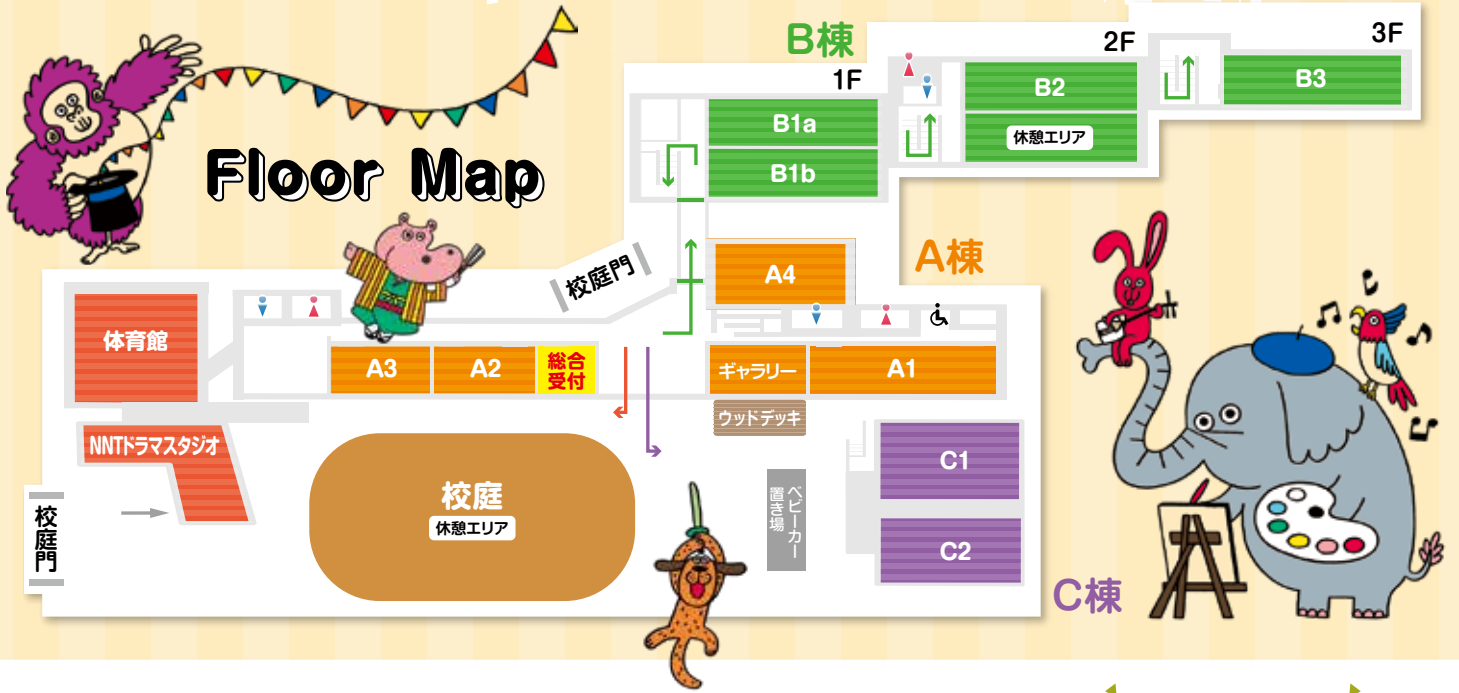 Floor Map
B棟
1F
2F
3F
B1a
B1b
B2
休憩エリア
B3
A棟
A4
校庭門
体育館
A3
A2
総合
受付
ギャラリー
A1
ウッドデッキ
NNTドラマスタジオ
校庭
休憩エリア
校庭門
ベビーカー
置き場
C1
C2
C棟